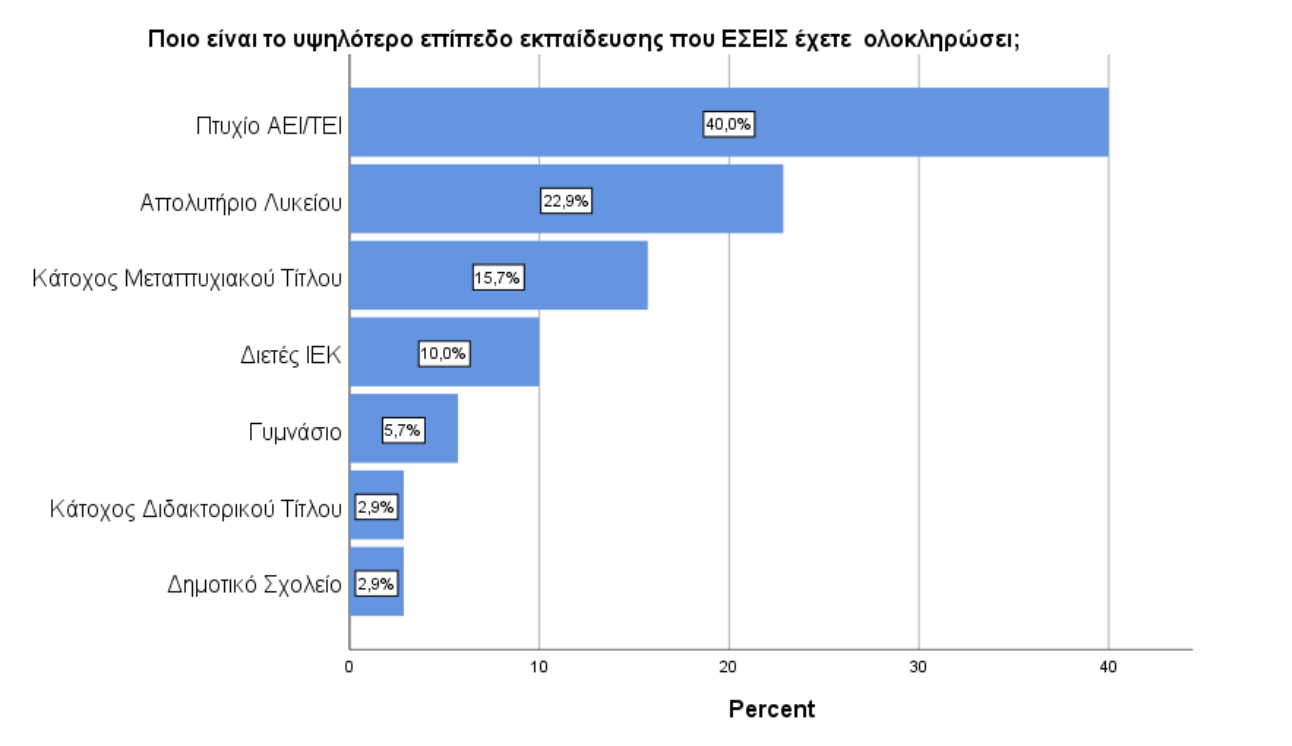 Ποιο είναι το υψηλότερο επίπεδο εκπαίδευσης που ΕΣΕΙΣ έχετε  ολοκληρώσει;
Πτυχίο ΑΕΙ/ΤΕΙ
40,0%
Απολυτήριο Λυκείου
22,9%
Κάτοχος Μεταπτυχιακού Τίτλου
15,7%
Διετές ΙΕΚ
10,0%
Γυμνάσιο
5,7%
Κάτοχος Διδακτορικού Τίτλου
2,9%
Δημοτικό Σχολείο
2,9%
0 10 20 30 40
Percent